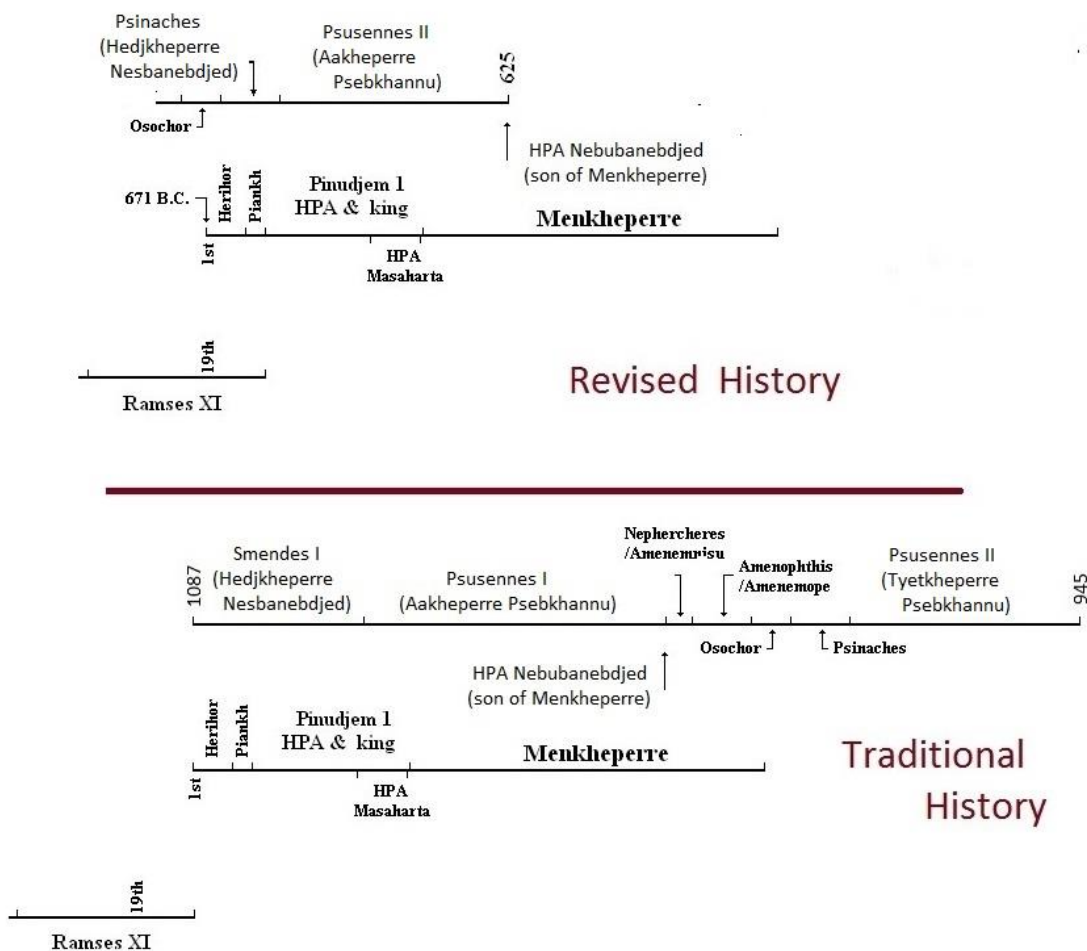 Psinaches
(Hedjkheperre
Nesbanebdjed)
Psusennes II
(Aakheperre
Psebkhannu)
625
Osochor
HPA Nebubanebdjed
(son of Menkheperre)
671 B.C.
Herihor
Piankh
Pinudjem 1
HPA & king
Menkheperre
1st
HPA
Masaharta
19th
Ramses XI
Revised History
1087
Smendes I
(Hedjkheperre
Nesbanebdjed)
Psusennes I
(Aakheperre Psebkhannu)
Nephercheres
/Amenemrisu
Amenophthis
/Amenemope
Psusennes II
(Tyetkheperre
Psebkhannu)
945
Osochor
Psinaches
HPA Nebubanebdjed
(son of Menkheperre)
Herihor
Piankh
Pinudjem 1
HPA & king
Menkheperre
1st
HPA
Masaharta
Traditional
History
19th
Ramses XI